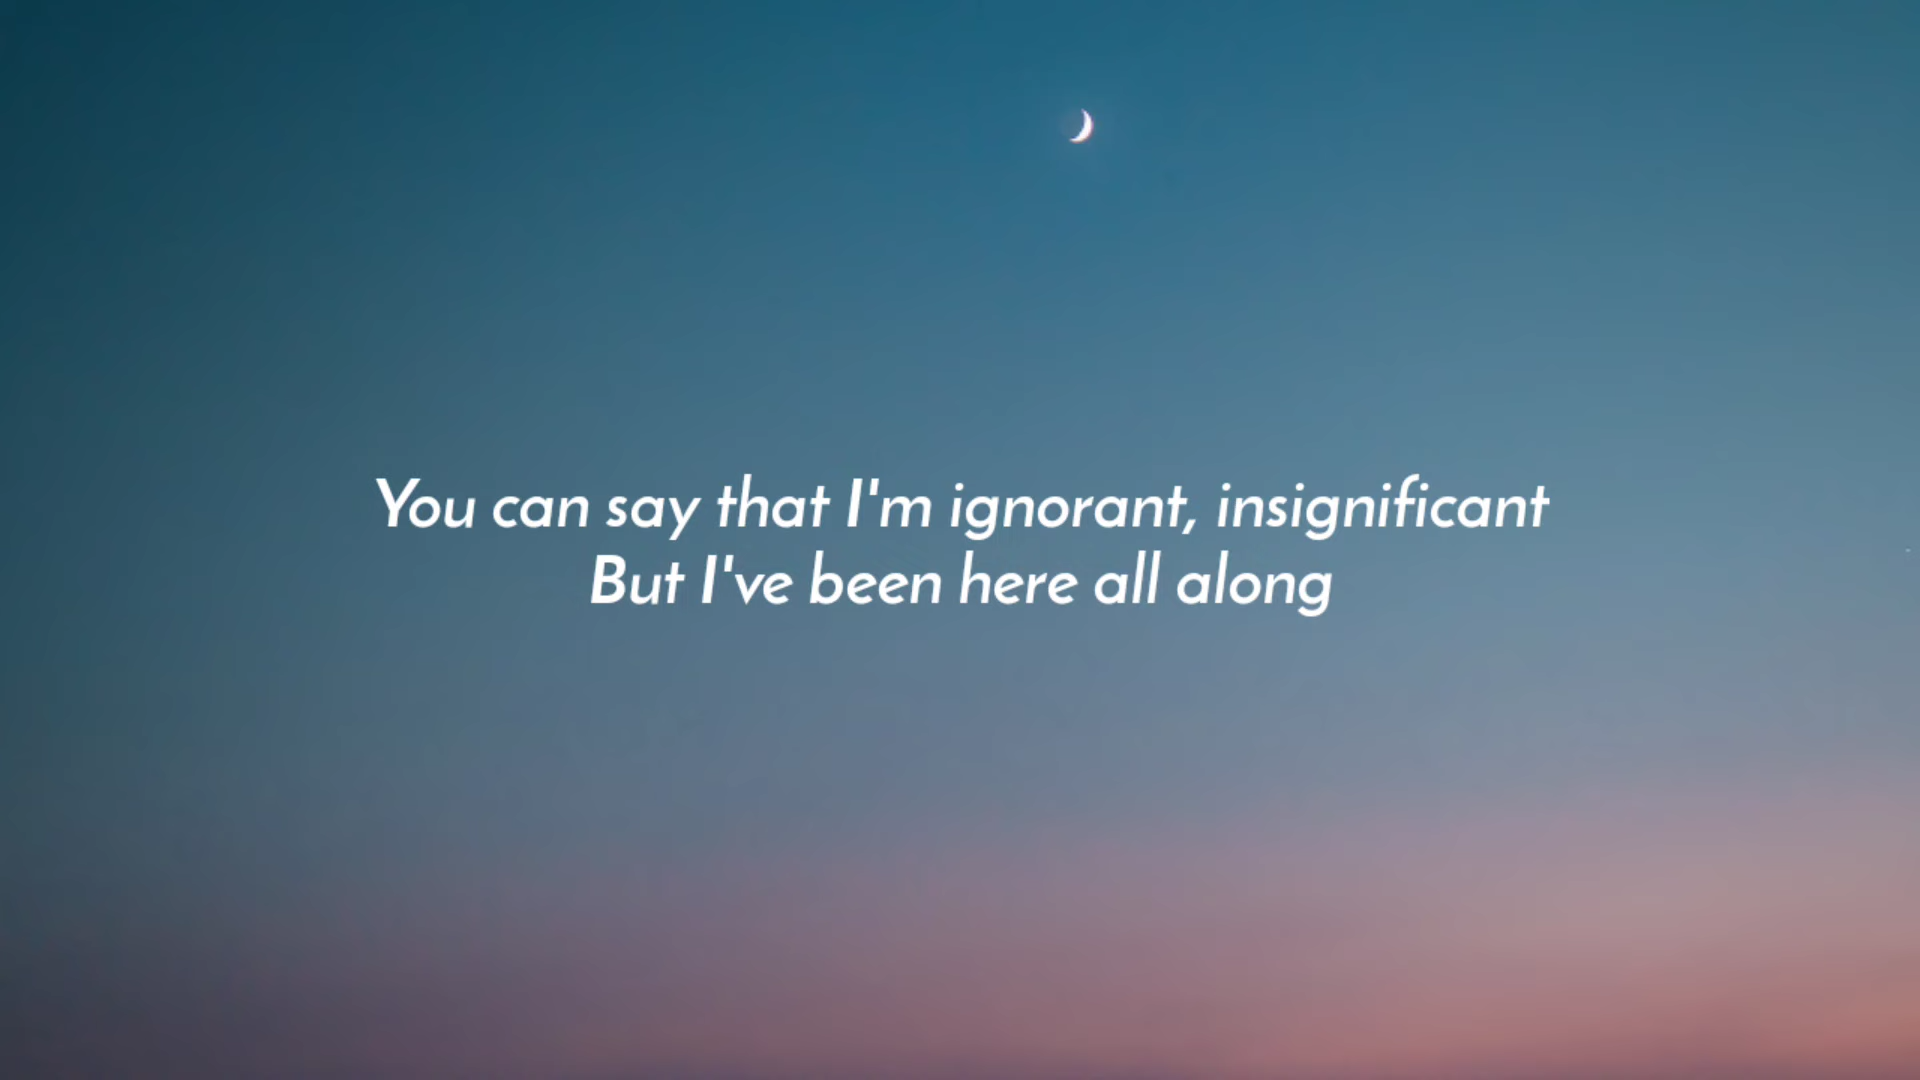 You can say that I'm ignorant, insignificant
But I've been here all along